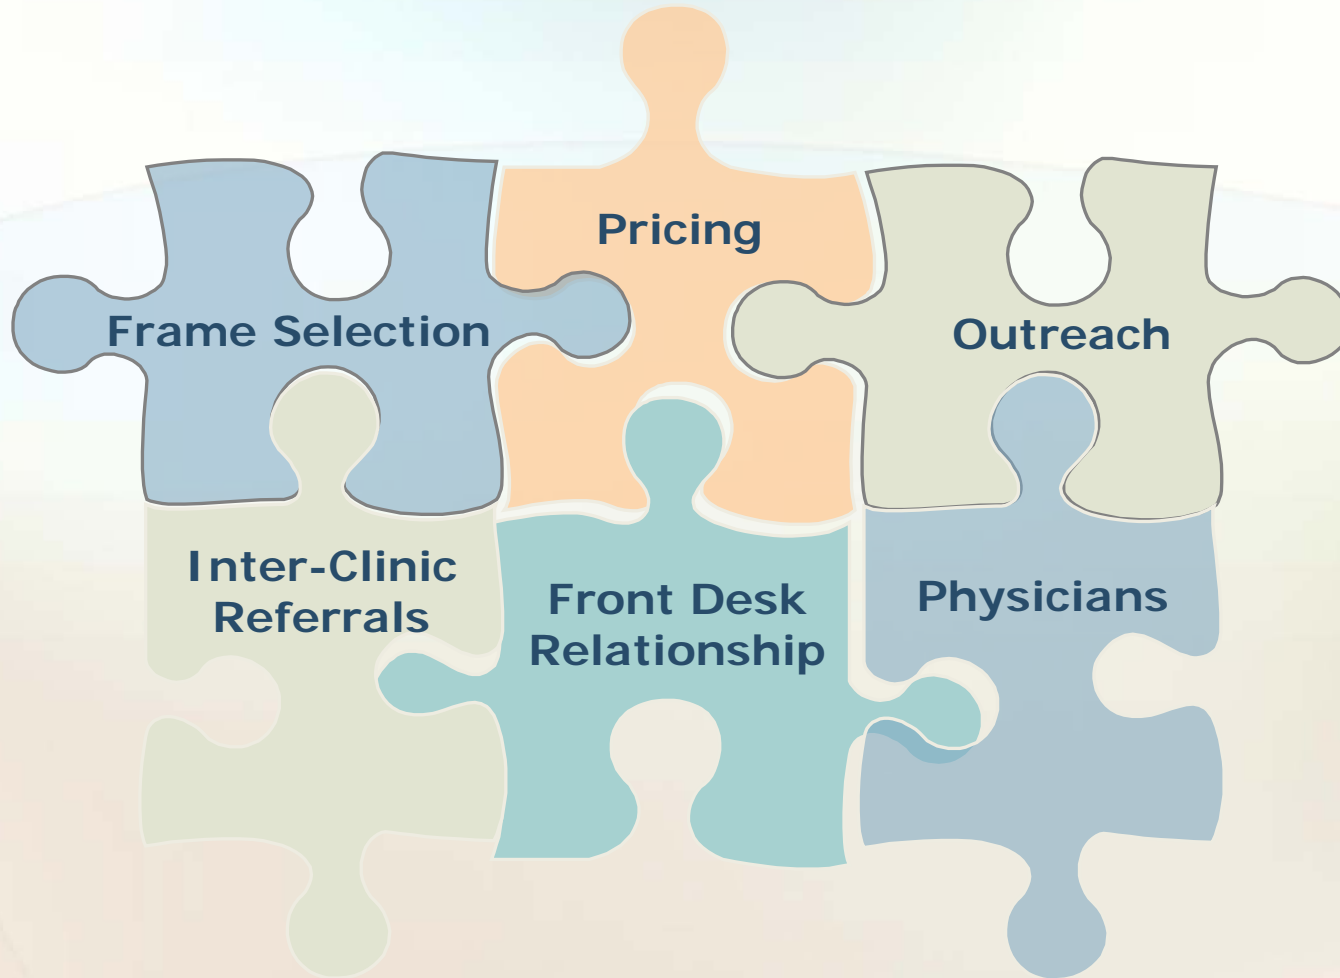 Pricing
Frame Selection
Outreach
Inter-Clinic
Referrals
Front Desk
Relationship
Physicians